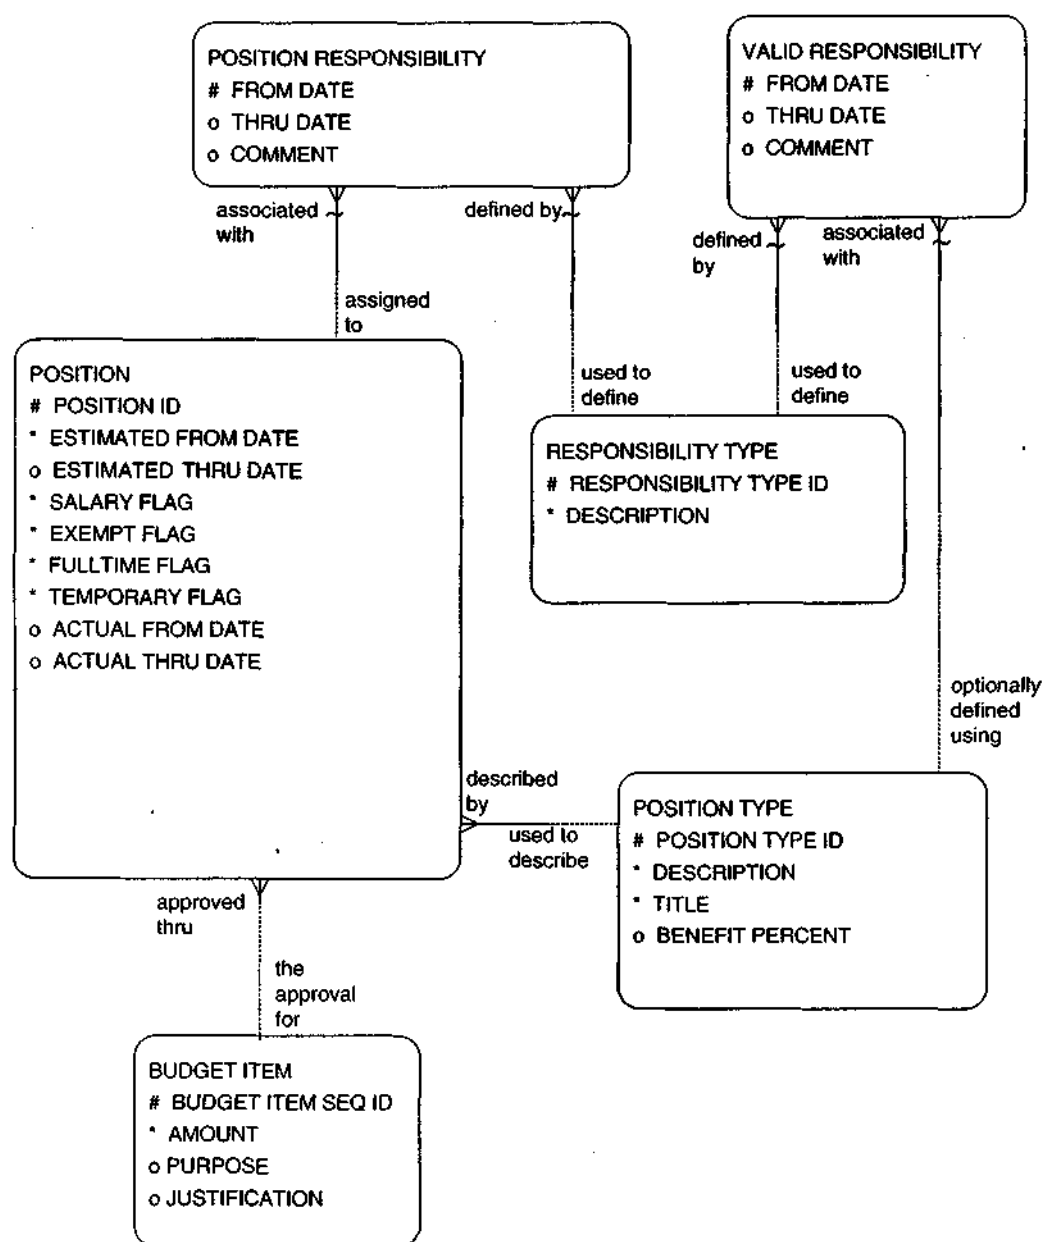 POSITION RESPONSIBILITY
# FROM DATE
o THRU DATE
o COMMENT
VALID RESPONSIBILITY
# FROM DATE
o THRU DATE
o COMMENT
associated
with
defined by
defined
by
associated
with
assigned
to
used to
define
used to
define
POSITION
# POSITION ID
* ESTIMATED FROM DATE
o ESTIMATED THRU DATE
* SALARY FLAG
* EXEMPT FLAG
* FULLTIME FLAG
* TEMPORARY FLAG
o ACTUAL FROM DATE
o ACTUAL THRU DATE
RESPONSIBILITY TYPE
# RESPONSIBILITY TYPE ID
* DESCRIPTION
optionally
defined
using
described
by
used to
describe
POSITION TYPE
# POSITION TYPE ID
* DESCRIPTION
* TITLE
o BENEFIT PERCENT
approved
thru
the
approval
for
BUDGET ITEM
# BUDGET ITEM SEQ ID
* AMOUNT
o PURPOSE
o JUSTIFICATION